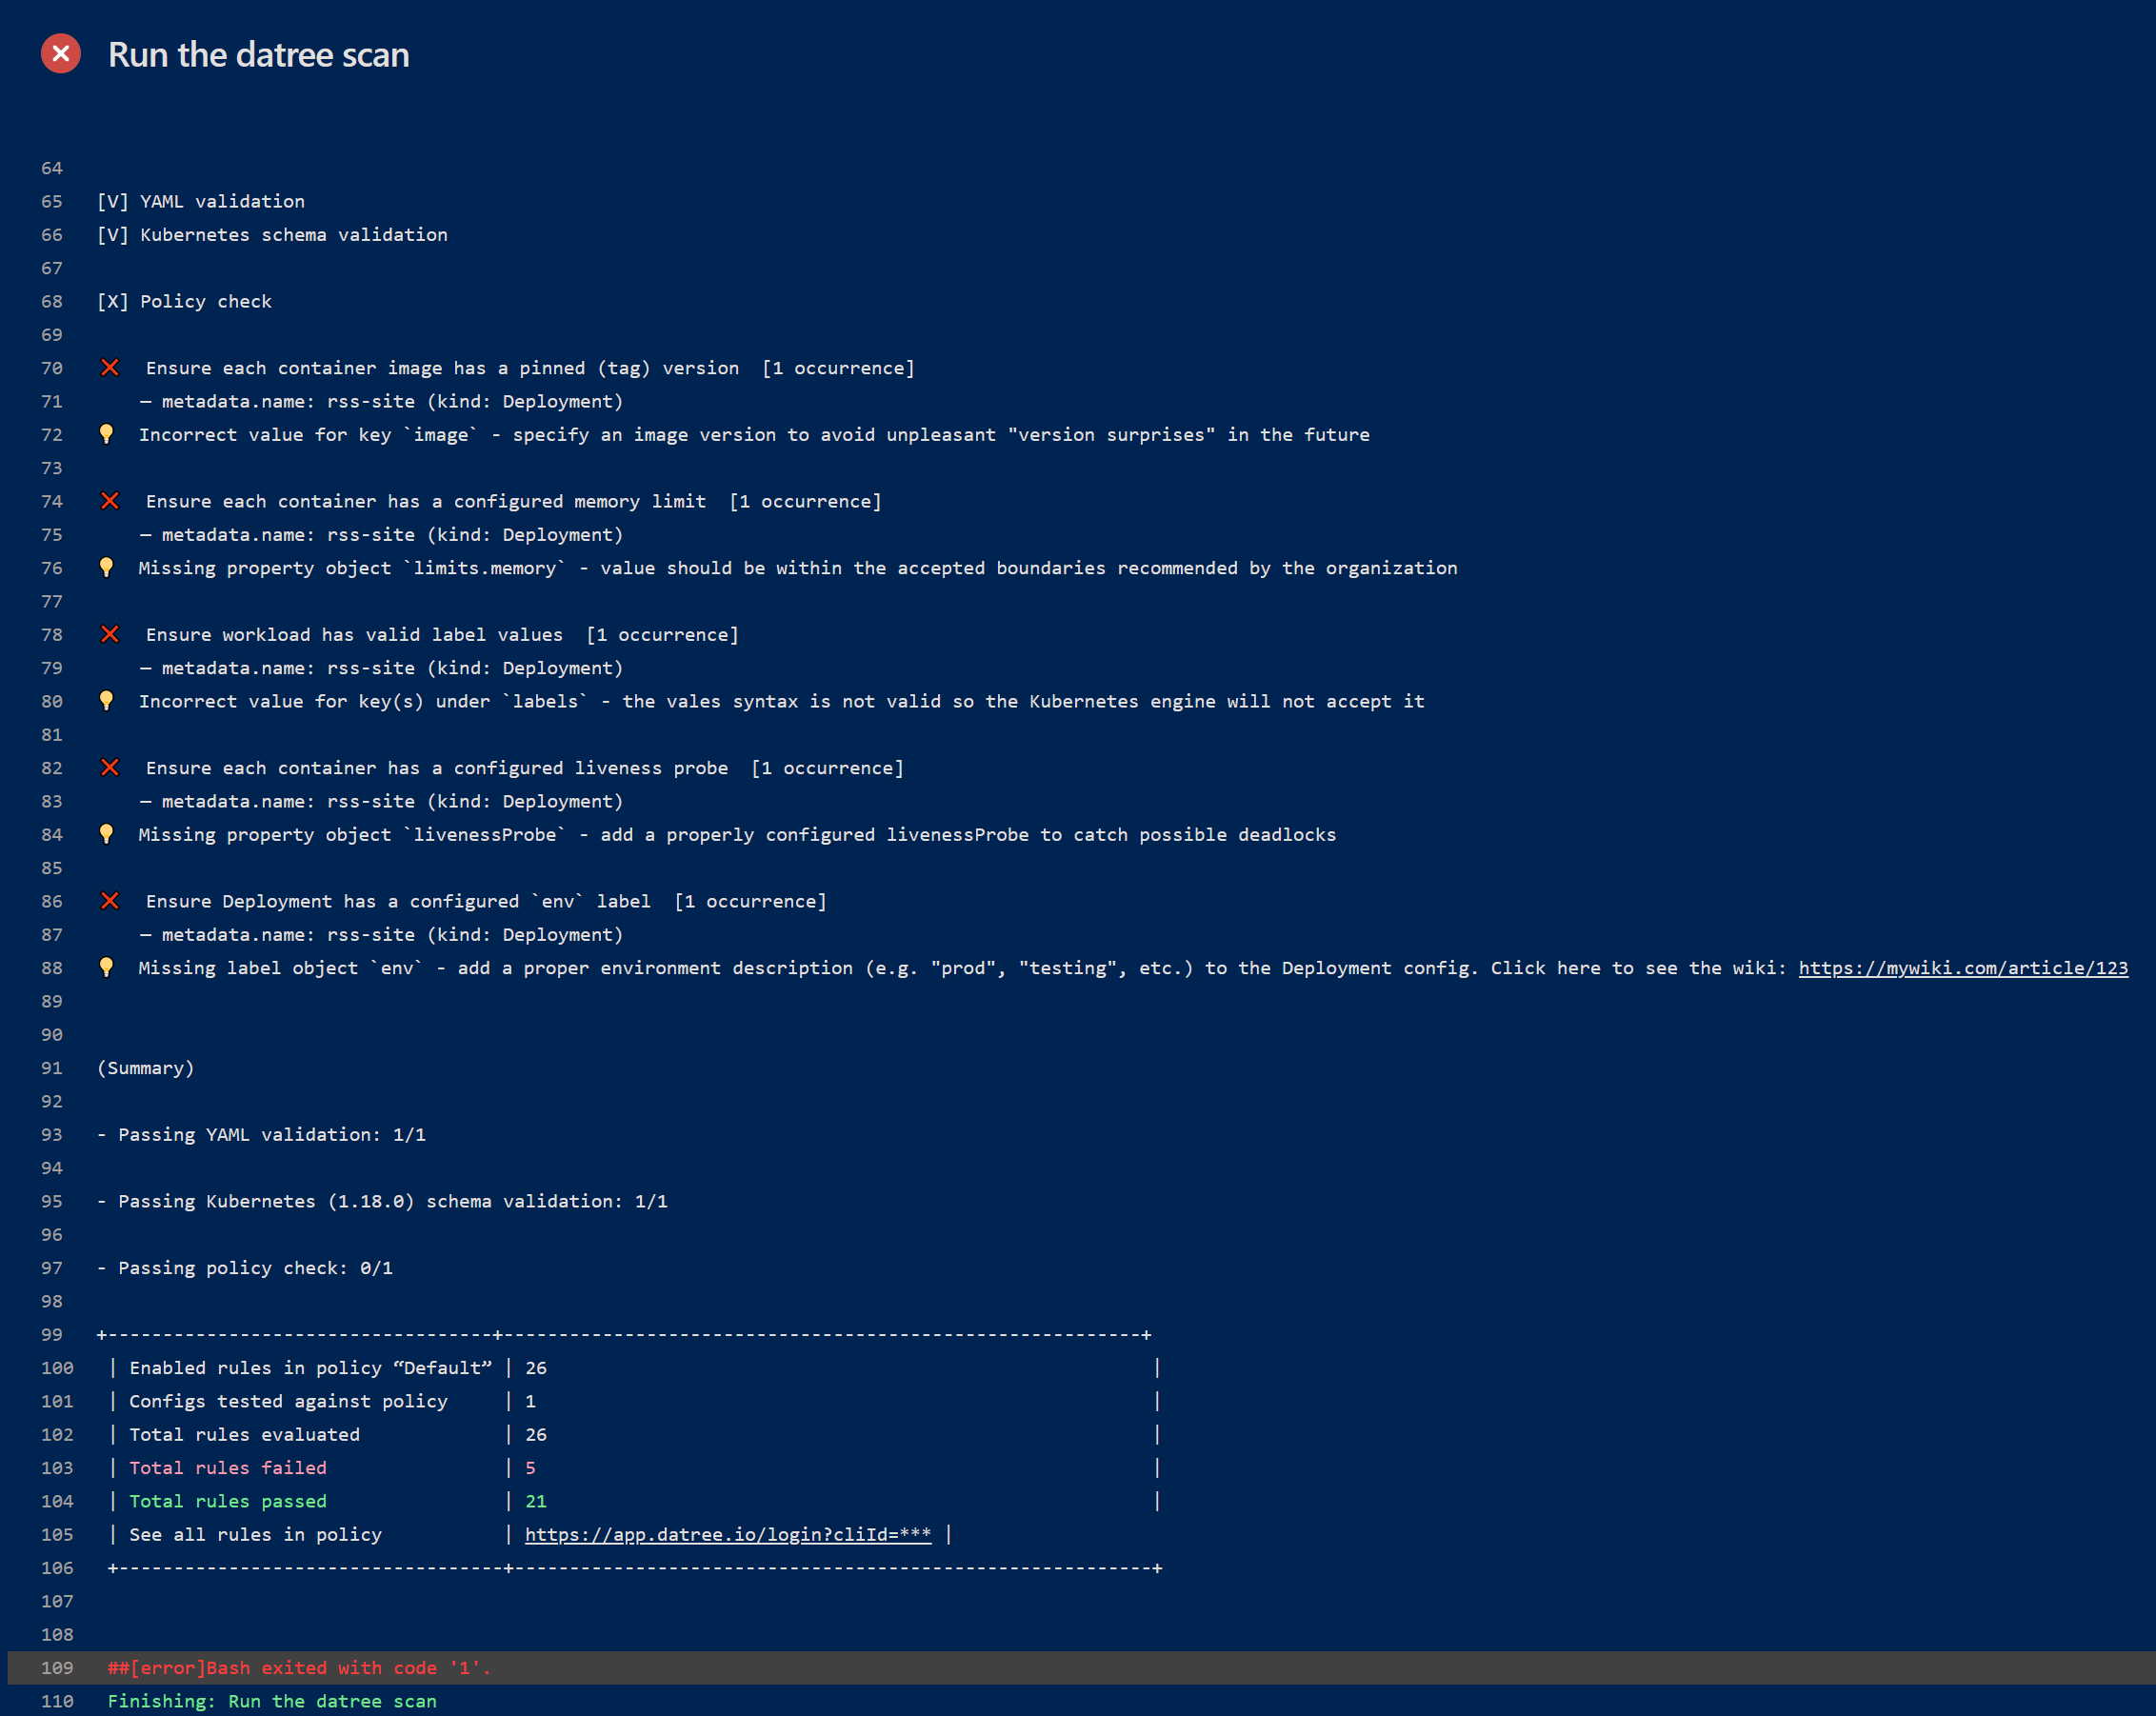 Run the datree scan
64
65 [V] YAML validation
66 [V] Kubernetes schema validation
67
68 [X] Policy check
69
70 ❌ Ensure each container image has a pinned (tag) version  [1 occurrence]
71 — metadata.name: rss-site (kind: Deployment)
72 💡 Incorrect value for key `image` - specify an image version to avoid unpleasant "version surprises" in the future
73
74 ❌ Ensure each container has a configured memory limit  [1 occurrence]
75 — metadata.name: rss-site (kind: Deployment)
76 💡 Missing property object `limits.memory` - value should be within the accepted boundaries recommended by the organization
77
78 ❌ Ensure workload has valid label values  [1 occurrence]
79 — metadata.name: rss-site (kind: Deployment)
80 💡 Incorrect value for key(s) under `labels` - the vales syntax is not valid so the Kubernetes engine will not accept it
81
82 ❌ Ensure each container has a configured liveness probe  [1 occurrence]
83 — metadata.name: rss-site (kind: Deployment)
84 💡 Missing property object `livenessProbe` - add a properly configured livenessProbe to catch possible deadlocks
85
86 ❌ Ensure Deployment has a configured `env` label  [1 occurrence]
87 — metadata.name: rss-site (kind: Deployment)
88 💡 Missing label object `env` - add a proper environment description (e.g. "prod", "testing", etc.) to the Deployment config. Click here to see the wiki: https://mywiki.com/article/123
89
90
91 (Summary)
92
93 - Passing YAML validation: 1/1
94
95 - Passing Kubernetes (1.18.0) schema validation: 1/1
96
97 - Passing policy check: 0/1
98
99 +-----------------------------------+----------------------------------------------------------+
100 | Enabled rules in policy “Default” | 26 |
101 | Configs tested against policy | 1 |
102 | Total rules evaluated | 26 |
103 | Total rules failed | 5 |
104 | Total rules passed | 21 |
105 | See all rules in policy | https://app.datree.io/login?cliId=*** |
106 +-----------------------------------+----------------------------------------------------------+
107
108
109 ##[error]Bash exited with code '1'.
110 Finishing: Run the datree scan